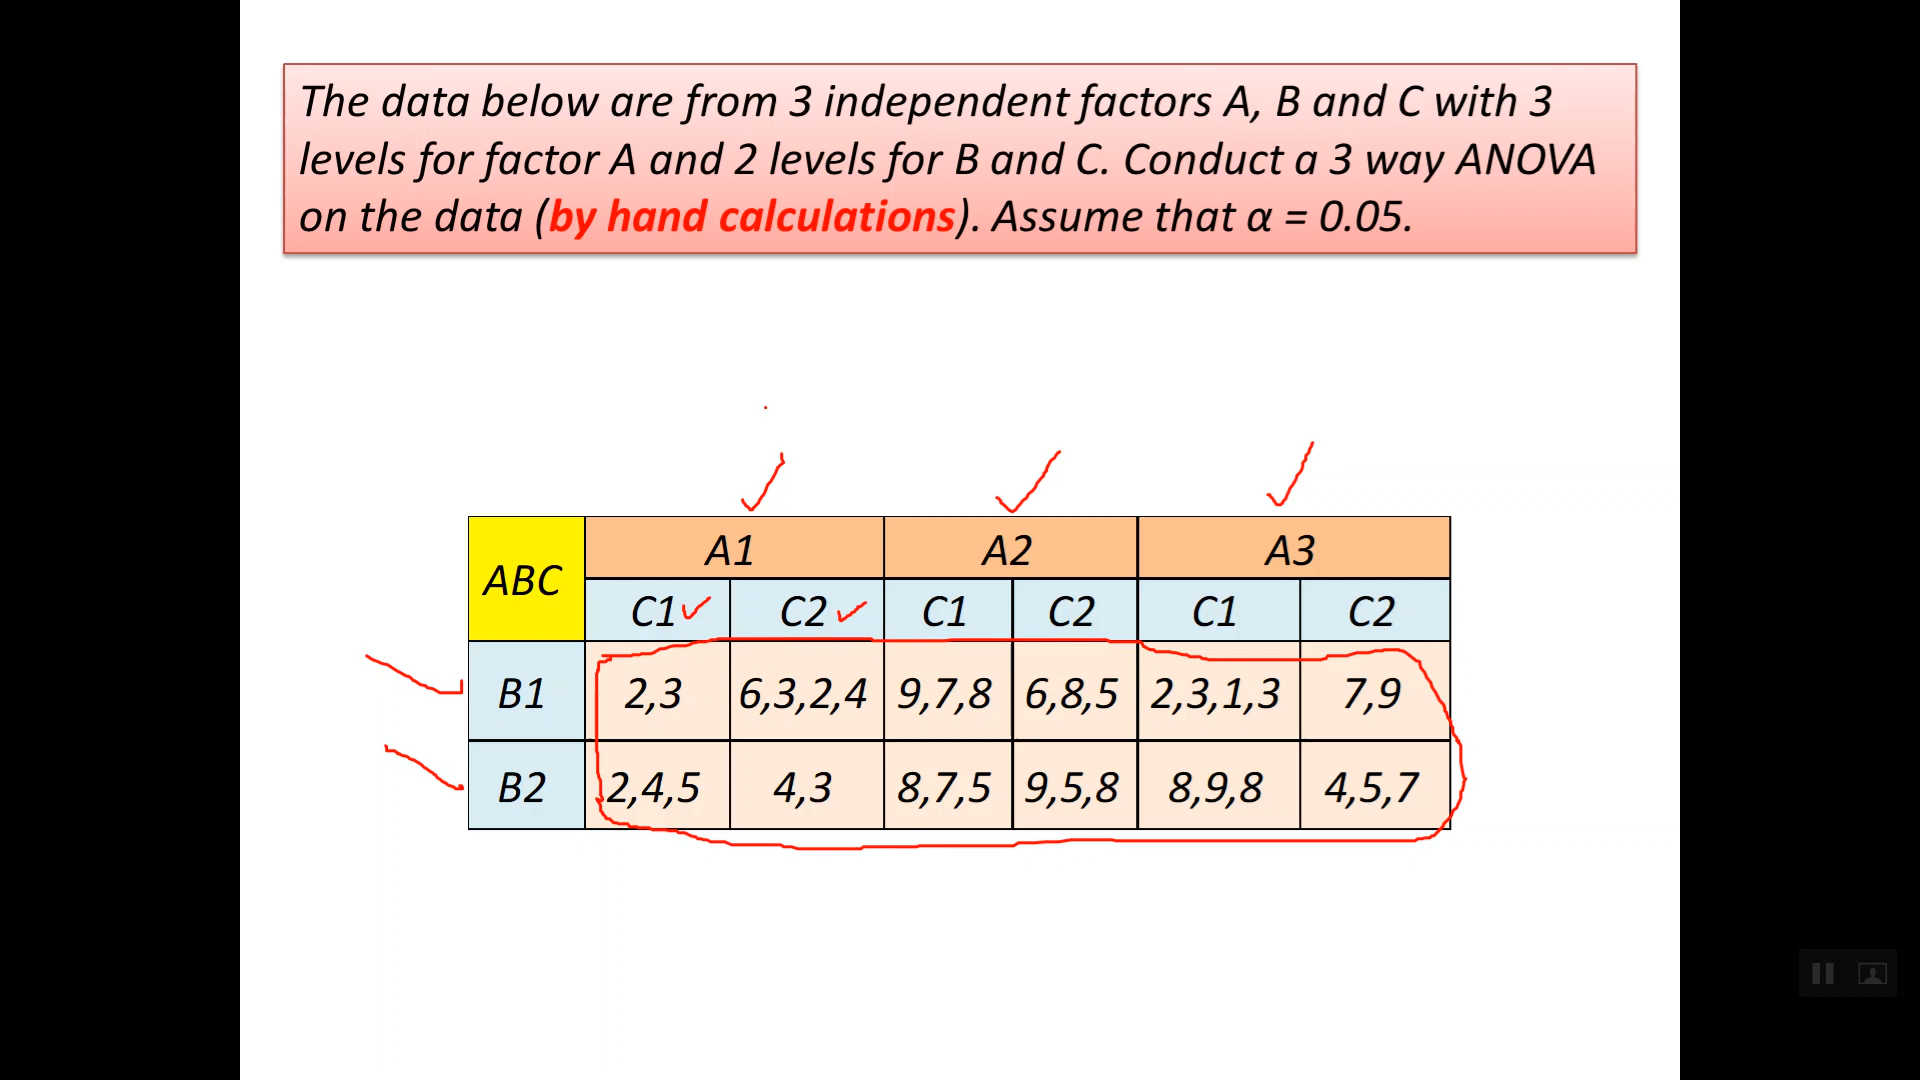 The data below are from 3 independent factors A, B and C with 3
levels for factor A and 2 levels for B and C. Conduct a 3 way ANOVA
on the data (by hand calculations). Assume that α = 0.05.
ABC A1 A2 A3
C1 C2 C1 C2 C1 C2
B1 2,3 6,3,2,4 9,7,8 6,8,5 2,3,1,3 7,9
B2 2,4,5 4,3 8,7,5 9,5,8 8,9,8 4,5,7